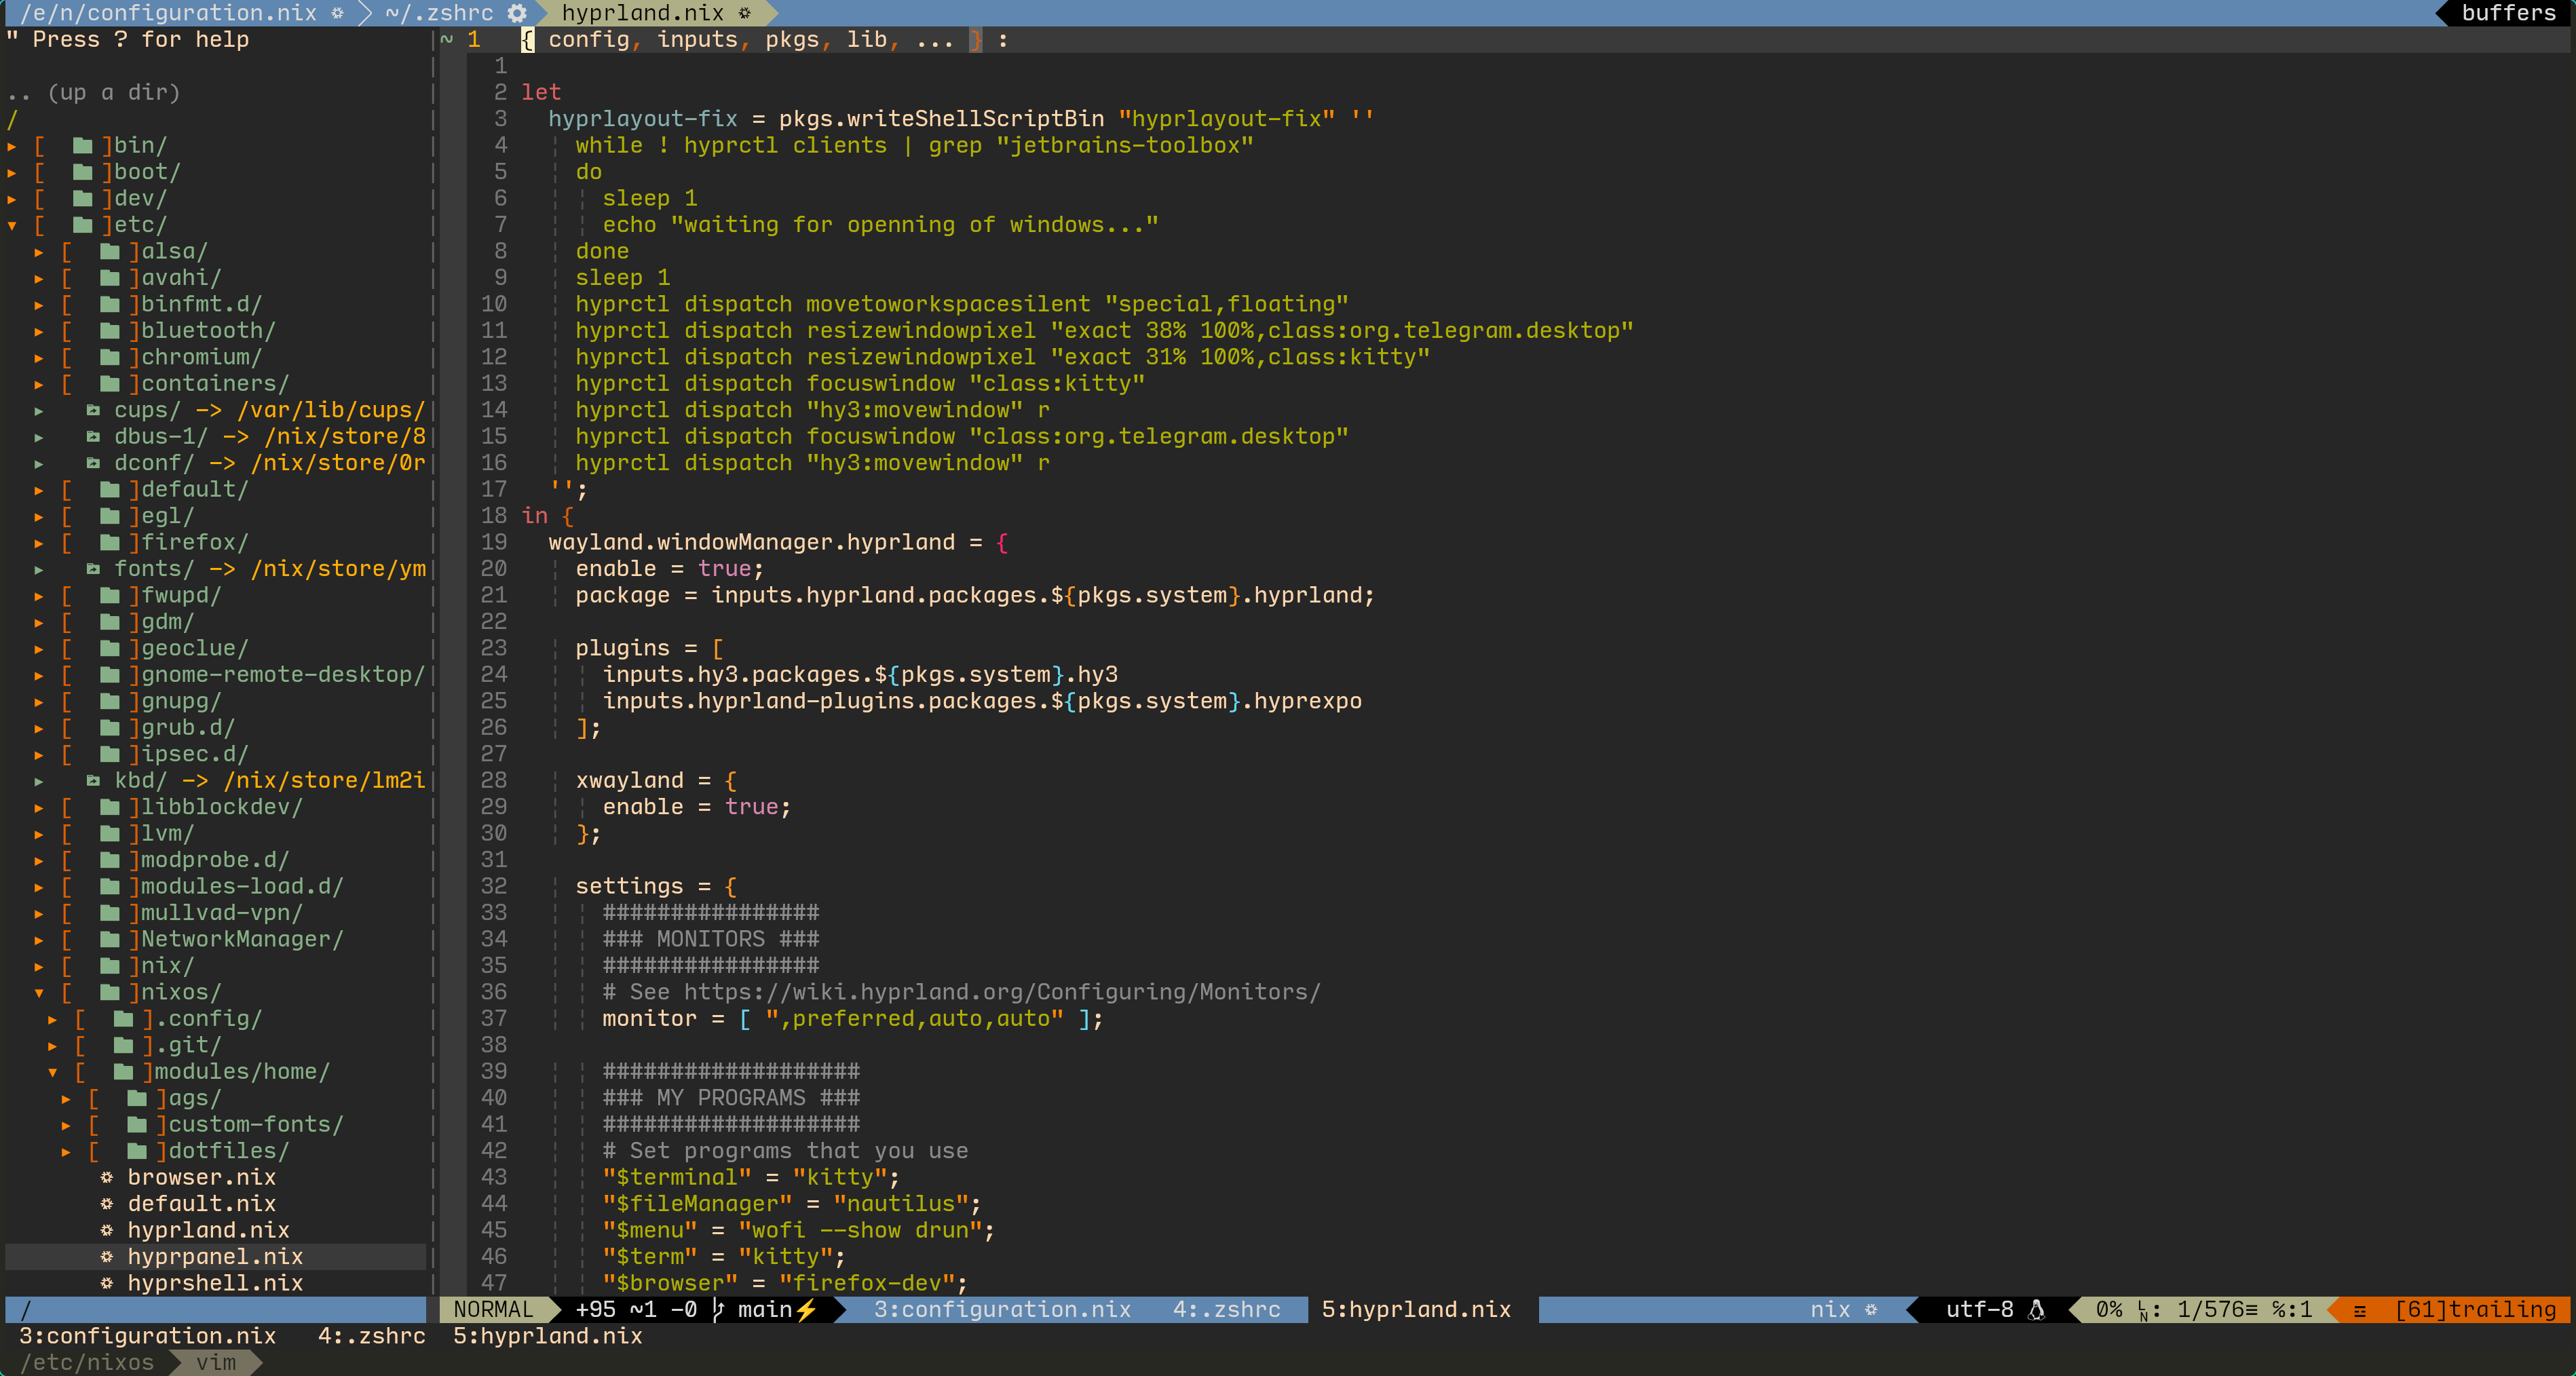 /e/n/configuration.nix ~/.zshrc hyprland.nix buffers
" Press ? for help
.. (up a dir)
/
▸ [ ]bin/
▸ [ ]boot/
▸ [ ]dev/
▾ [ ]etc/
▸ [ ]alsa/
▸ [ ]avahi/
▸ [ ]binfmt.d/
▸ [ ]bluetooth/
▸ [ ]chromium/
▸ [ ]containers/
▸ cups/ -> /var/lib/cups/
▸ dbus-1/ -> /nix/store/8
▸ dconf/ -> /nix/store/0r
▸ [ ]default/
▸ [ ]egl/
▸ [ ]firefox/
▸ fonts/ -> /nix/store/ym
▸ [ ]fwupd/
▸ [ ]gdm/
▸ [ ]geoclue/
▸ [ ]gnome-remote-desktop/
▸ [ ]gnupg/
▸ [ ]grub.d/
▸ [ ]ipsec.d/
▸ kbd/ -> /nix/store/lm2i
▸ [ ]libblockdev/
▸ [ ]lvm/
▸ [ ]modprobe.d/
▸ [ ]modules-load.d/
▸ [ ]mullvad-vpn/
▸ [ ]NetworkManager/
▸ [ ]nix/
▾ [ ]nixos/
▸ [ ].config/
▸ [ ].git/
▾ [ ]modules/home/
▸ [ ]ags/
▸ [ ]custom-fonts/
▸ [ ]dotfiles/
browser.nix
default.nix
hyprland.nix
hyprpanel.nix
hyprshell.nix
/
~ 1 { config, inputs, pkgs, lib, ... } :
1
2 let
3 hyprlayout-fix = pkgs.writeShellScriptBin "hyprlayout-fix" ''
4 while ! hyprctl clients | grep "jetbrains-toolbox"
5 do
6 sleep 1
7 echo "waiting for openning of windows..."
8 done
9 sleep 1
10 hyprctl dispatch movetoworkspacesilent "special,floating"
11 hyprctl dispatch resizewindowpixel "exact 38% 100%,class:org.telegram.desktop"
12 hyprctl dispatch resizewindowpixel "exact 31% 100%,class:kitty"
13 hyprctl dispatch focuswindow "class:kitty"
14 hyprctl dispatch "hy3:movewindow" r
15 hyprctl dispatch focuswindow "class:org.telegram.desktop"
16 hyprctl dispatch "hy3:movewindow" r
17 '';
18 in {
19 wayland.windowManager.hyprland = {
20 enable = true;
21 package = inputs.hyprland.packages.${pkgs.system}.hyprland;
22
23 plugins = [
24 inputs.hy3.packages.${pkgs.system}.hy3
25 inputs.hyprland-plugins.packages.${pkgs.system}.hyprexpo
26 ];
27
28 xwayland = {
29 enable = true;
30 };
31
32 settings = {
33 ################
34 ### MONITORS ###
35 ################
36 # See https://wiki.hyprland.org/Configuring/Monitors/
37 monitor = [ ",preferred,auto,auto" ];
38
39 ###################
40 ### MY PROGRAMS ###
41 ###################
42 # Set programs that you use
43 "$terminal" = "kitty";
44 "$fileManager" = "nautilus";
45 "$menu" = "wofi --show drun";
46 "$term" = "kitty";
47 "$browser" = "firefox-dev";
NORMAL +95 ~1 -0 main⚡ 3:configuration.nix 4:.zshrc 5:hyprland.nix nix utf-8 0% LN: 1/576≡ %:1 ☲ [61]trailing
3:configuration.nix 4:.zshrc 5:hyprland.nix
/etc/nixos vim